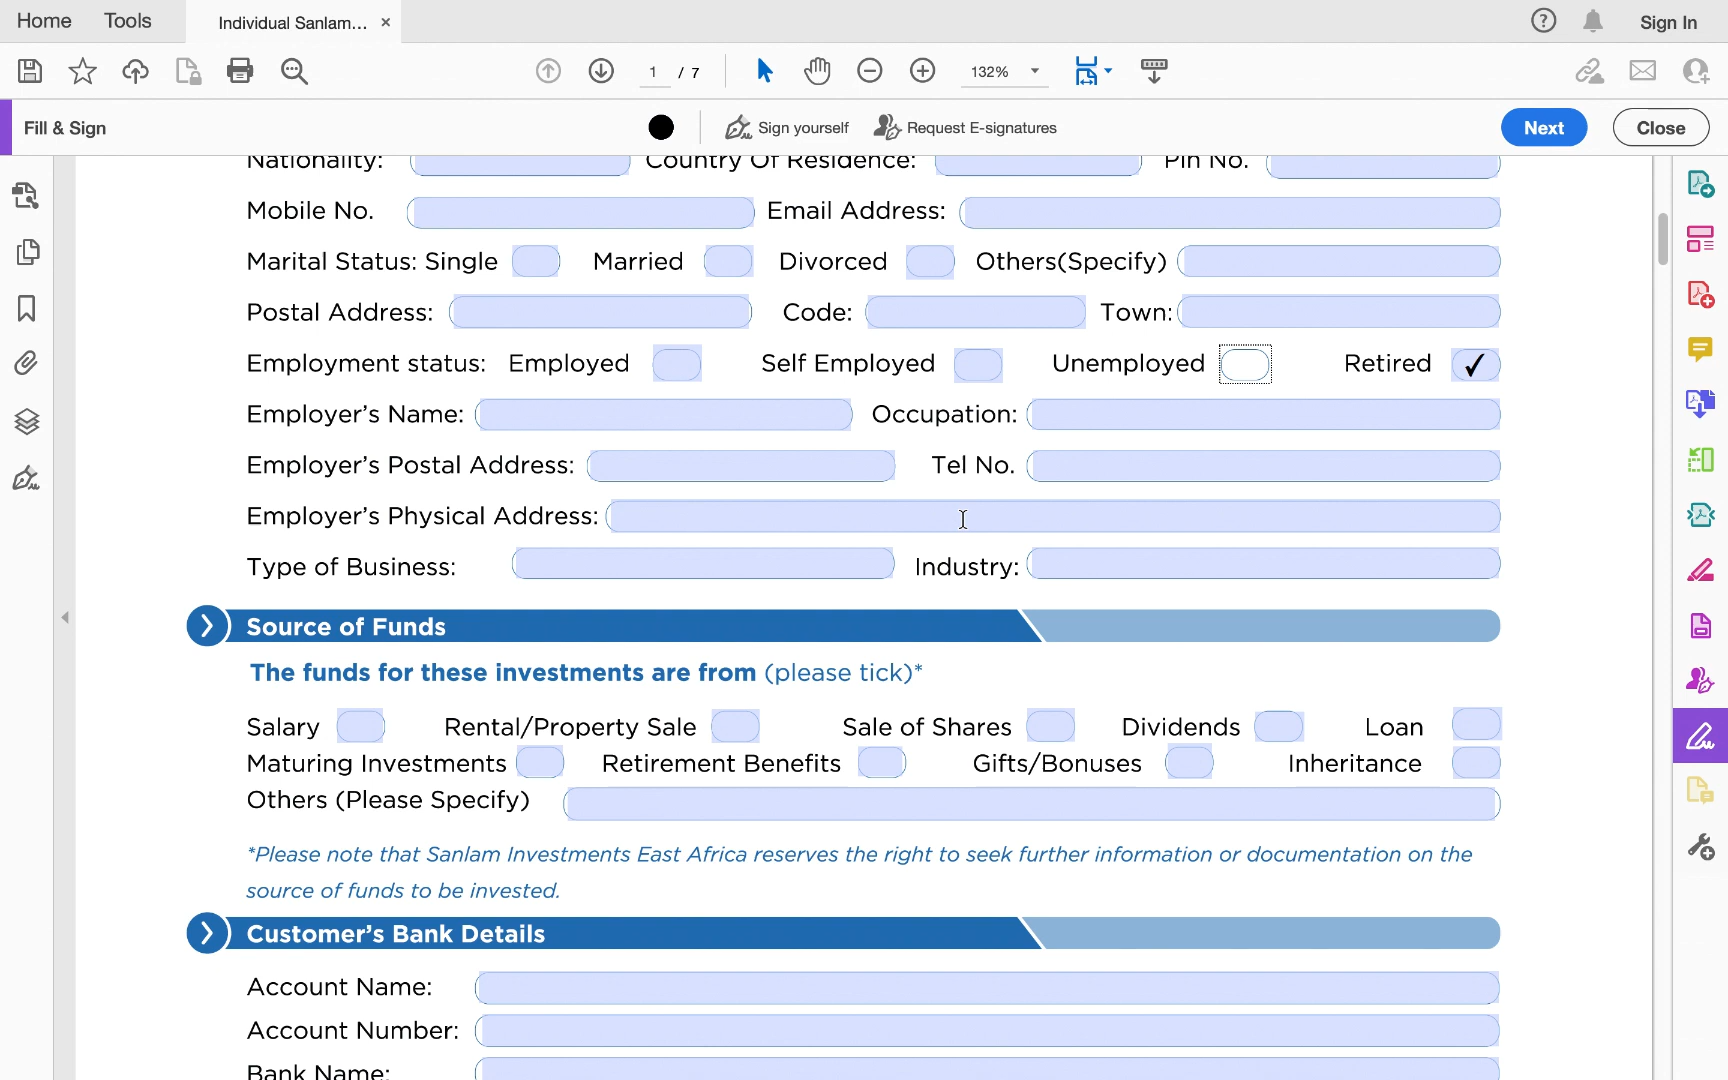 Home Tools Individual Sanlam... × Sign In
1 / 7 132%
Fill & Sign Sign yourself Request E-signatures Next Close
Nationality: Country Of Residence: Pin No.
Mobile No. Email Address:
Marital Status: Single Married Divorced Others(Specify)
Postal Address: Code: Town:
Employment status: Employed Self Employed Unemployed Retired ✓
Employer's Name: Occupation:
Employer's Postal Address: Tel No.
Employer's Physical Address:
Type of Business: Industry:
Source of Funds
The funds for these investments are from (please tick)*
Salary Rental/Property Sale Sale of Shares Dividends Loan
Maturing Investments Retirement Benefits Gifts/Bonuses Inheritance
Others (Please Specify)
*Please note that Sanlam Investments East Africa reserves the right to seek further information or documentation on the
source of funds to be invested.
Customer's Bank Details
Account Name:
Account Number:
Bank Name: